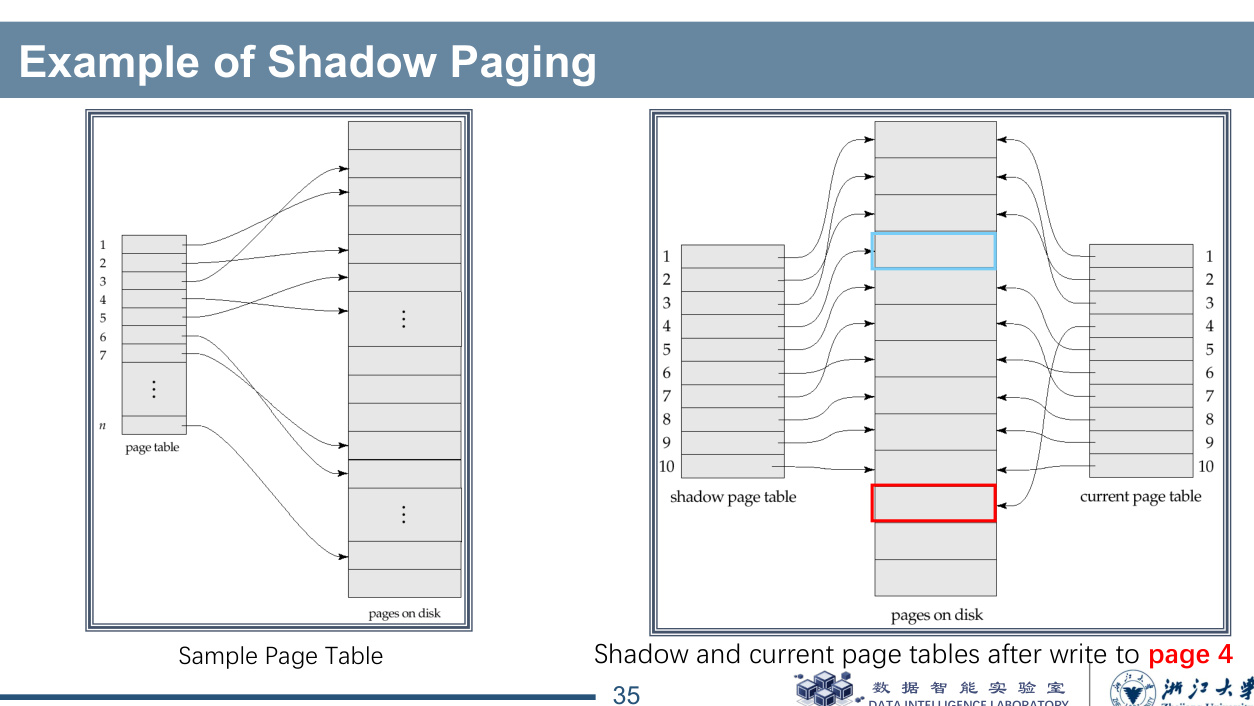 Example of Shadow Paging
1
2
3
4
5
6
7
n
page table
pages on disk
Sample Page Table
1
2
3
4
5
6
7
8
9
10
shadow page table
1
2
3
4
5
6
7
8
9
10
current page table
pages on disk
Shadow and current page tables after write to page 4
35
数据智能实验室
DATA INTELLIGENCE LABORATORY
浙江大学